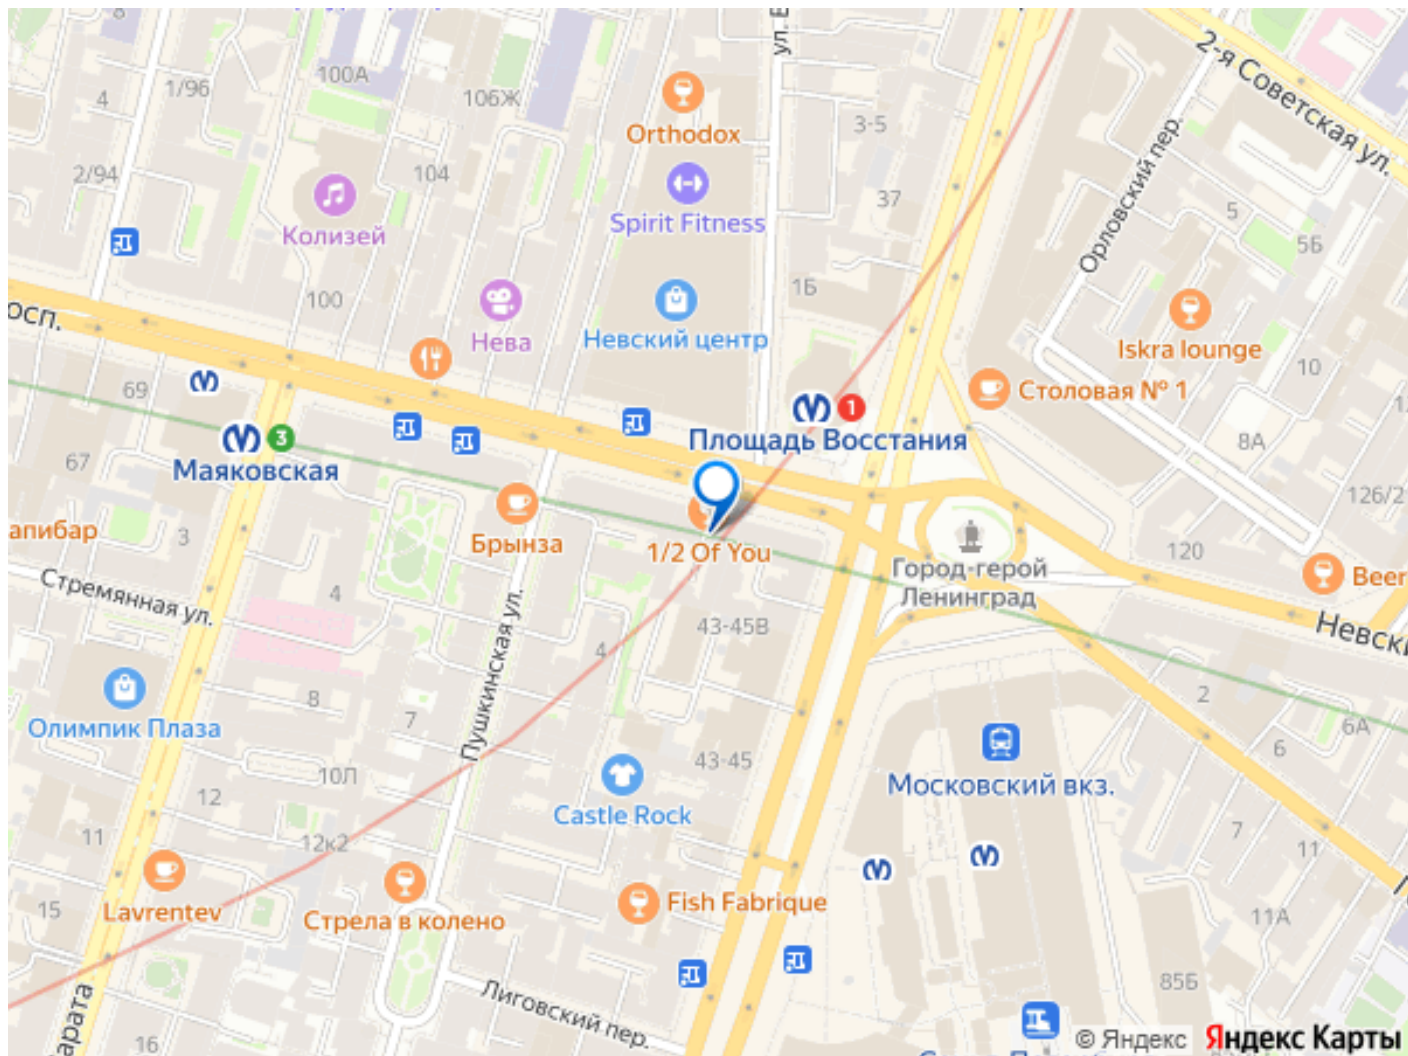 8
100А
1/96
4
106Ж
Orthodox
3-5
2-я Советская ул.
Орловский пер.
2/94
104
Spirit Fitness
37
5
5Б
Колизей
100
1Б
Нева
Невский центр
Iskra lounge
10
осп.
69
Столовая № 1
1
Площадь Восстания
8А
3
Маяковская
67
126/2
апибар
3
Брынза
1/2 Of You
120
Город-герой
Ленинград
Beer
Стремянная ул.
4
Пушкинская ул.
4
43-45В
Невски
Олимпик Плаза
8
7
2
6А
6
10Л
43-45
Московский вкз.
12
Castle Rock
11
12к2
7
11
Lavrentev
Стрела в колено
Fish Fabrique
15
11А
Лиговский пер.
85Б
арата
16
© Яндекс Яндекс Карты